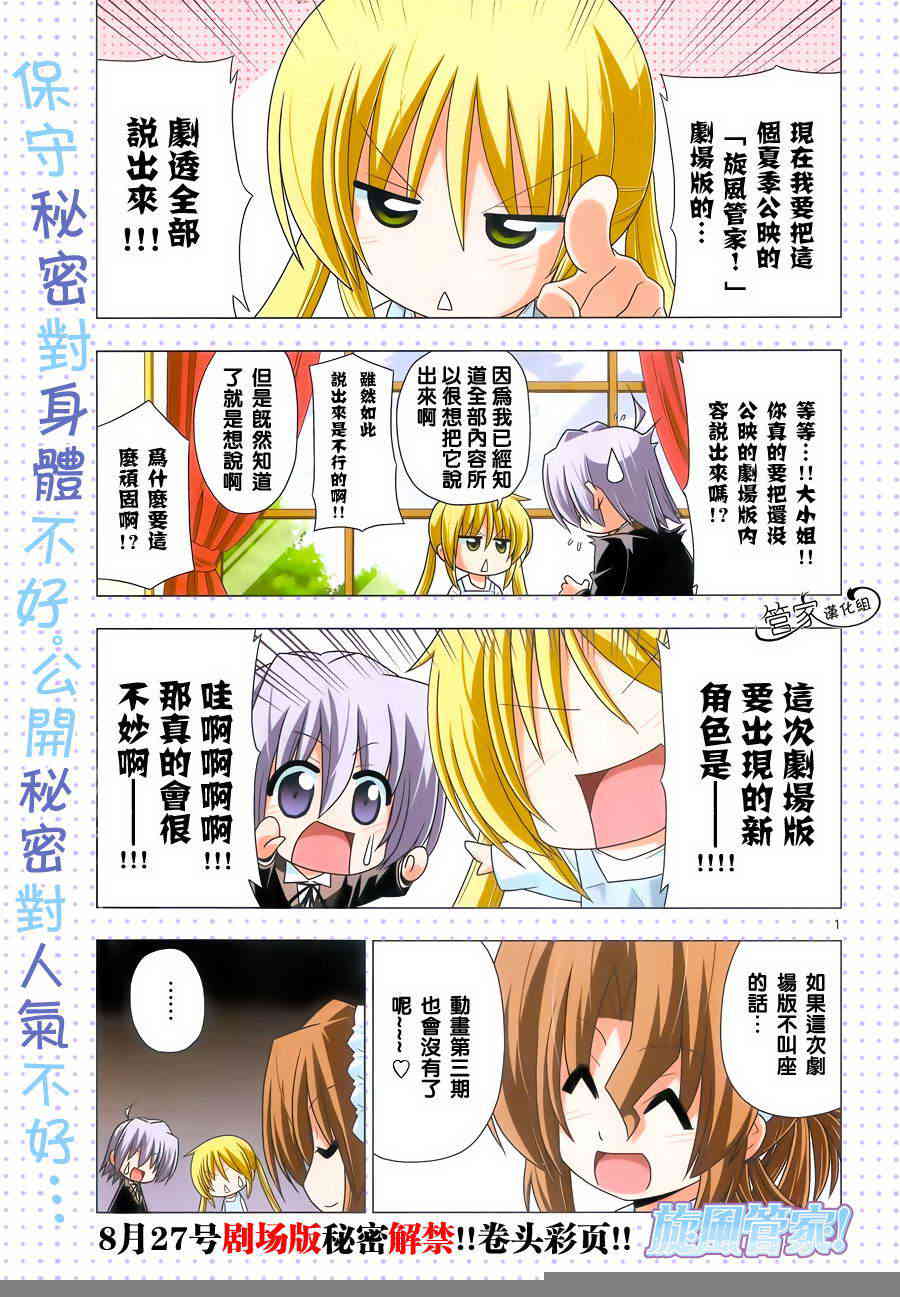 保守秘密對身體不好。公開秘密對人氣不好…
現在我要把這
個夏季公映的
「旋風管家!」
劇場版的…
劇透全部
說出來!!!
等等…!!大小姐!!
你真的要把還沒
公映的劇場版內
容說出來嗎!?
因爲我已經知
道全部內容所
以很想把它說
出來啊
雖然如此
說出來是不行的啊!!
但是既然知道
了就是想說啊
爲什麼要這
麼頑固啊!?
管家漢化組
這次劇場版
要出現的新
角色是——!!!!
哇啊啊啊啊!!!
那真的會很
不妙啊——!!!
1
如果這次劇
場版不叫座
的話…
動畫第三期
也會沒有了
呢~~~♡
……
8月27号剧场版秘密解禁!!卷头彩页!!
旋風管家!